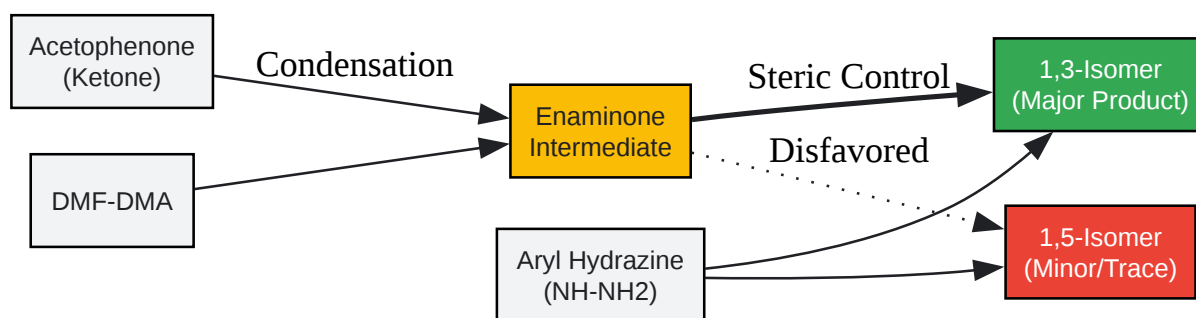 Acetophenone
(Ketone)
DMF-DMA
Condensation
Enaminone
Intermediate
Aryl Hydrazine
(NH-NH2)
Steric Control
Disfavored
1,3-Isomer
(Major Product)
1,5-Isomer
(Minor/Trace)